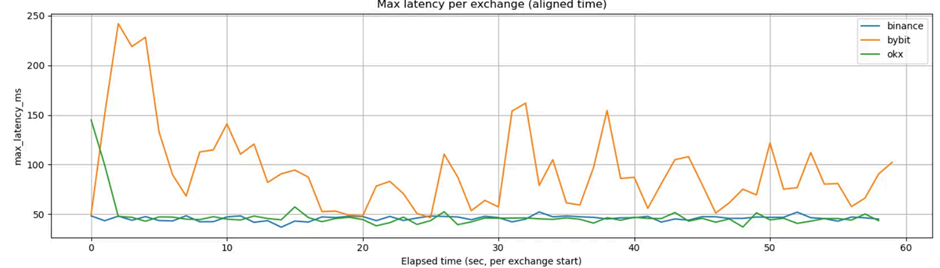 Max latency per exchange (aligned time)
250
200
150
100
50
max_latency_ms
binance
bybit
okx
0
10
20
30
40
50
60
Elapsed time (sec, per exchange start)